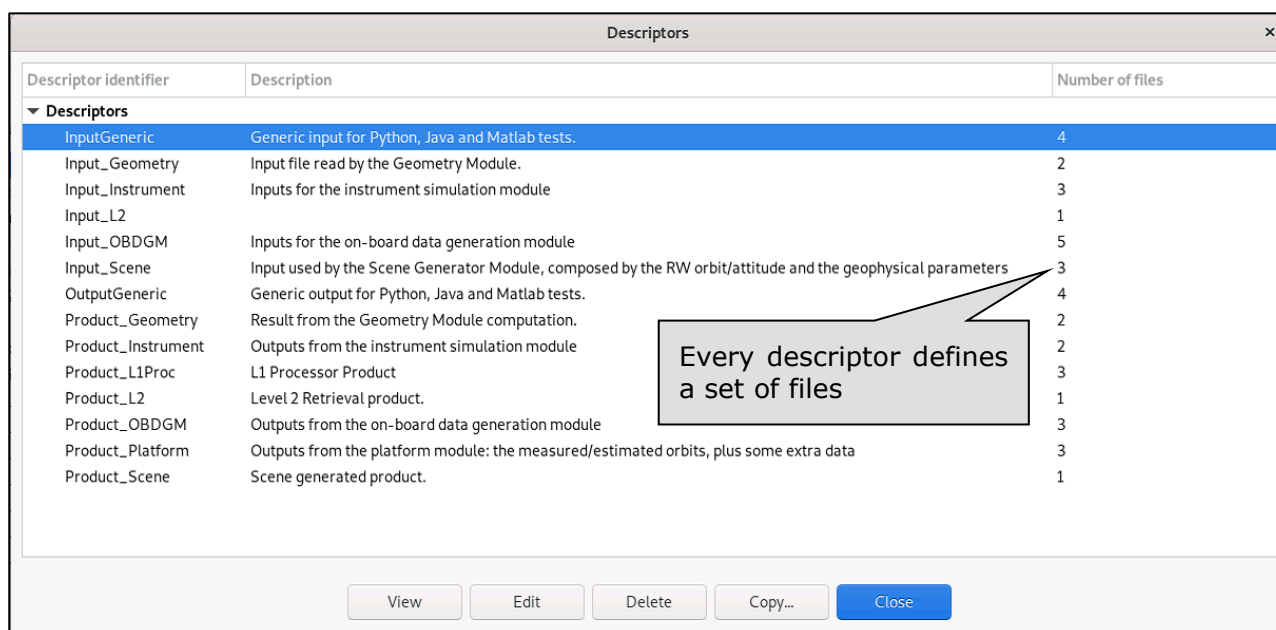 Descriptors ×
Descriptor identifier Description Number of files
Descriptors
InputGeneric Generic input for Python, Java and Matlab tests. 4
Input_Geometry Input file read by the Geometry Module. 2
Input_Instrument Inputs for the instrument simulation module 3
Input_L2 1
Input_OBDGM Inputs for the on-board data generation module 5
Input_Scene Input used by the Scene Generator Module, composed by the RW orbit/attitude and the geophysical parameters 3
OutputGeneric Generic output for Python, Java and Matlab tests. 4
Product_Geometry Result from the Geometry Module computation. 2
Product_Instrument Outputs from the instrument simulation module 2
Product_L1Proc L1 Processor Product 3
Product_L2 Level 2 Retrieval product. 1
Product_OBDGM Outputs from the on-board data generation module 3
Product_Platform Outputs from the platform module: the measured/estimated orbits, plus some extra data 3
Product_Scene Scene generated product. 1
Every descriptor defines
a set of files
View Edit Delete Copy... Close